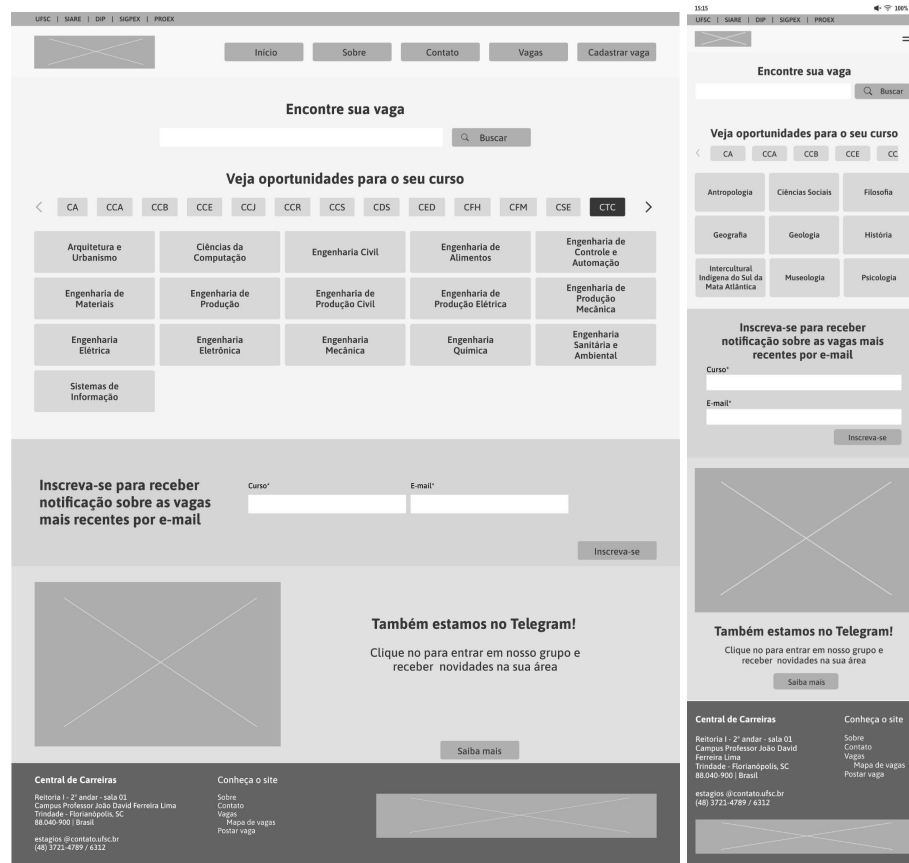 UFSC | SIARE | DIP | SIGPEX | PROEX
Início Sobre Contato Vagas Cadastrar vaga
Encontre sua vaga
Buscar
Veja oportunidades para o seu curso
CA CCA CCB CCE CCJ CCR CCS CDS CED CFH CFM CSE CTC
Arquitetura e
Urbanismo
Ciências da
Computação
Engenharia Civil
Engenharia de
Alimentos
Engenharia de
Controle e
Automação
Engenharia de
Materiais
Engenharia de
Produção
Engenharia de
Produção Civil
Engenharia de
Produção Elétrica
Engenharia de
Produção
Mecânica
Engenharia
Elétrica
Engenharia
Eletrônica
Engenharia
Mecânica
Engenharia
Química
Engenharia
Sanitária e
Ambiental
Sistemas de
Informação
Inscreva-se para receber
notificação sobre as vagas
mais recentes por e-mail
Curso*
E-mail*
Inscreva-se
Também estamos no Telegram!
Clique no para entrar em nosso grupo e
receber novidades na sua área
Saiba mais
Central de Carreiras
Reitoria I - 2° andar - sala 01
Campus Professor João David Ferreira Lima
Trindade - Florianópolis, SC
88.040-900 | Brasil
estagios @contato.ufsc.br
(48) 3721-4789 / 6312
Conheça o site
Sobre
Contato
Vagas
Mapa de vagas
Postar vaga
15:15 100%
UFSC | SIARE | DIP | SIGPEX | PROEX
Encontre sua vaga
Buscar
Veja oportunidades para o seu curso
CA CCA CCB CCE CC
Antropologia
Ciências Sociais
Filosofia
Geografia
Geologia
História
Intercultural
Indígena do Sul da
Mata Atlântica
Museologia
Psicologia
Inscreva-se para receber
notificação sobre as vagas mais
recentes por e-mail
Curso*
E-mail*
Inscreva-se
Também estamos no Telegram!
Clique no para entrar em nosso grupo e
receber novidades na sua área
Saiba mais
Central de Carreiras
Reitoria I - 2° andar - sala 01
Campus Professor João David
Ferreira Lima
Trindade - Florianópolis, SC
88.040-900 | Brasil
estagios @contato.ufsc.br
(48) 3721-4789 / 6312
Conheça o site
Sobre
Contato
Vagas
Mapa de vagas
Postar vaga